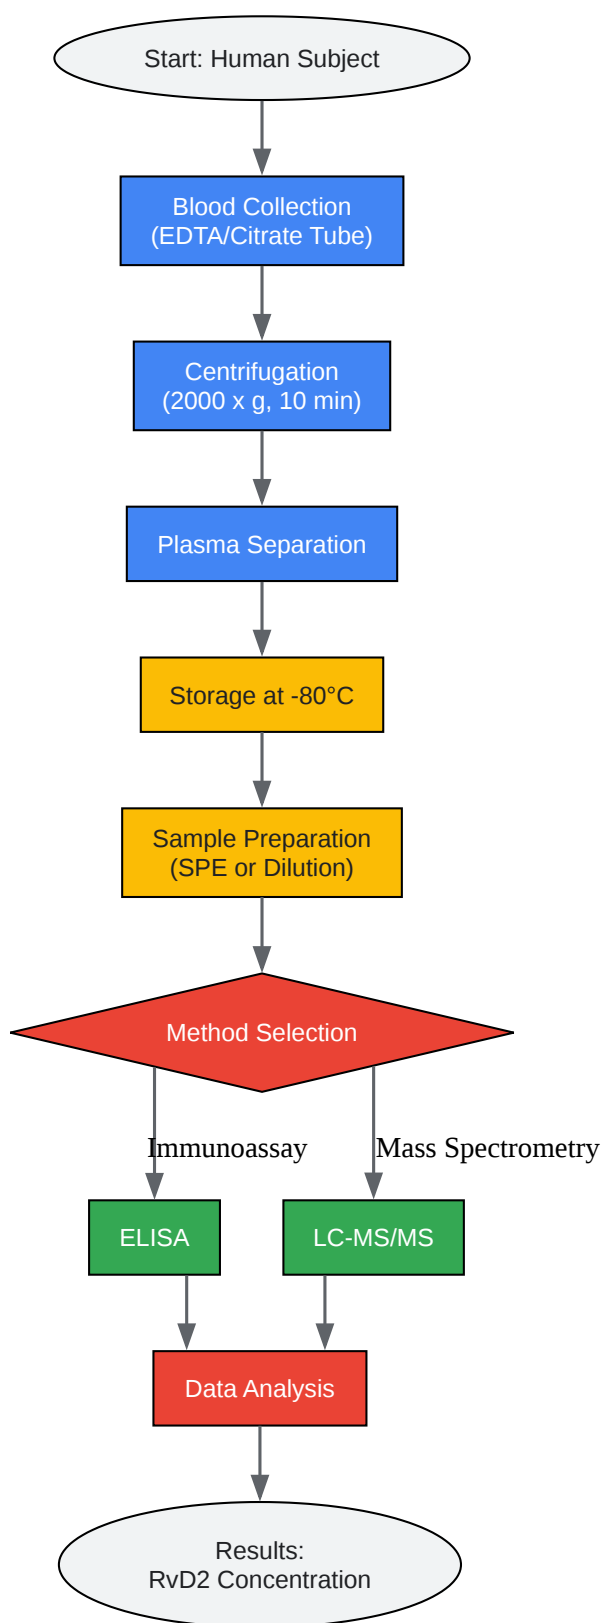 Start: Human Subject
Blood Collection
(EDTA/Citrate Tube)
Centrifugation
(2000 x g, 10 min)
Plasma Separation
Storage at -80°C
Sample Preparation
(SPE or Dilution)
Method Selection
Immunoassay
Mass Spectrometry
ELISA
LC-MS/MS
Data Analysis
Results:
RvD2 Concentration